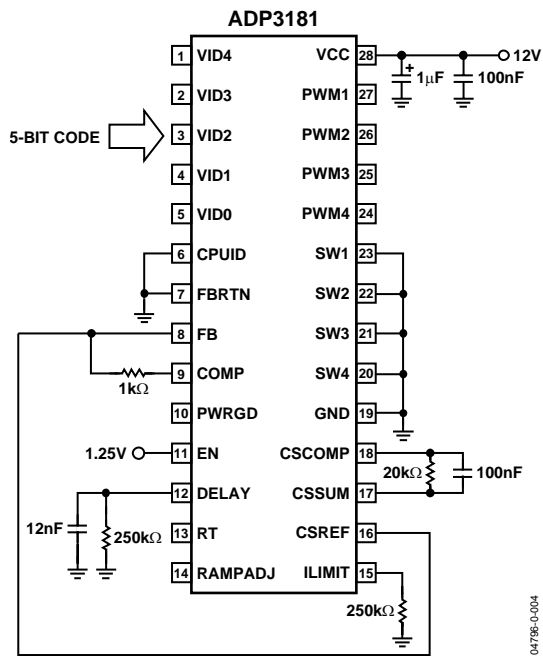 ADP3181
1 VID4
2 VID3
3 VID2
4 VID1
5 VID0
6 CPUID
7 FBRTN
8 FB
9 COMP
10 PWRGD
11 EN
12 DELAY
13 RT
14 RAMPADJ
VCC 28
PWM1 27
PWM2 26
PWM3 25
PWM4 24
SW1 23
SW2 22
SW3 21
SW4 20
GND 19
CSCOMP 18
CSSUM 17
CSREF 16
ILIMIT 15
5-BIT CODE
1kΩ
1.25V
12nF
250kΩ
12V
+
1μF
100nF
20kΩ
100nF
250kΩ
04796-0-004